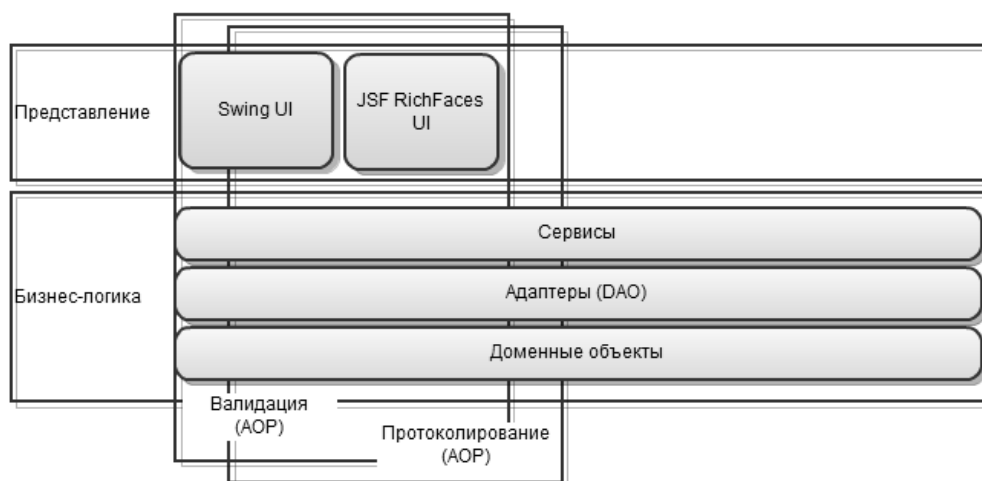 Представление
Swing UI
JSF RichFaces
UI
Бизнес-логика
Сервисы
Адаптеры (DAO)
Доменные объекты
Валидация
(AOP)
Протоколирование
(AOP)